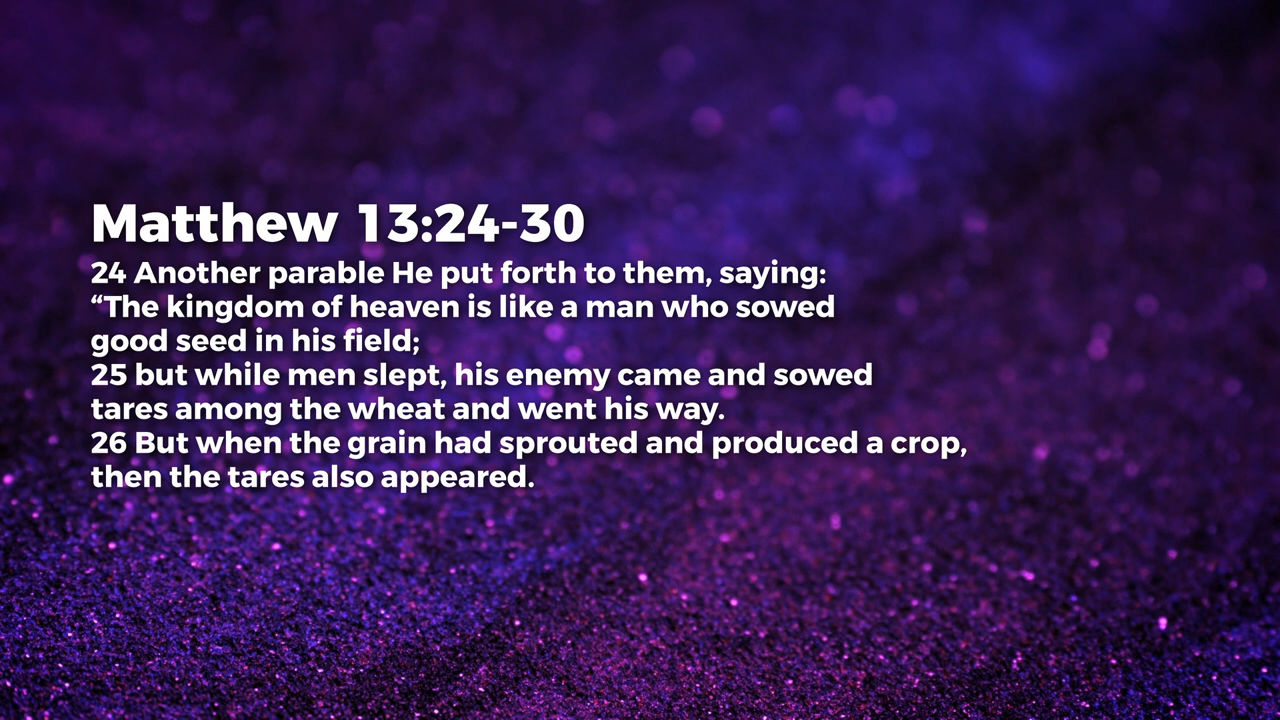 Matthew 13:24-30
24 Another parable He put forth to them, saying:
“The kingdom of heaven is like a man who sowed
good seed in his field;
25 but while men slept, his enemy came and sowed
tares among the wheat and went his way.
26 But when the grain had sprouted and produced a crop,
then the tares also appeared.